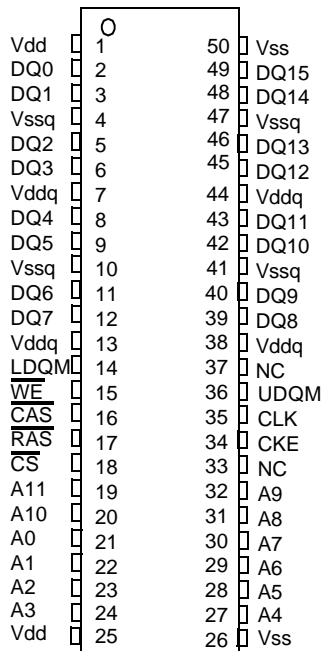 Vdd 1 50 Vss
DQ0 2 49 DQ15
DQ1 3 48 DQ14
Vssq 4 47 Vssq
DQ2 5 46 DQ13
DQ3 6 45 DQ12
Vddq 7 44 Vddq
DQ4 8 43 DQ11
DQ5 9 42 DQ10
Vssq 10 41 Vssq
DQ6 11 40 DQ9
DQ7 12 39 DQ8
Vddq 13 38 Vddq
LDQM 14 37 NC
WE 15 36 UDQM
CAS 16 35 CLK
RAS 17 34 CKE
CS 18 33 NC
A11 19 32 A9
A10 20 31 A8
A0 21 30 A7
A1 22 29 A6
A2 23 28 A5
A3 24 27 A4
Vdd 25 26 Vss